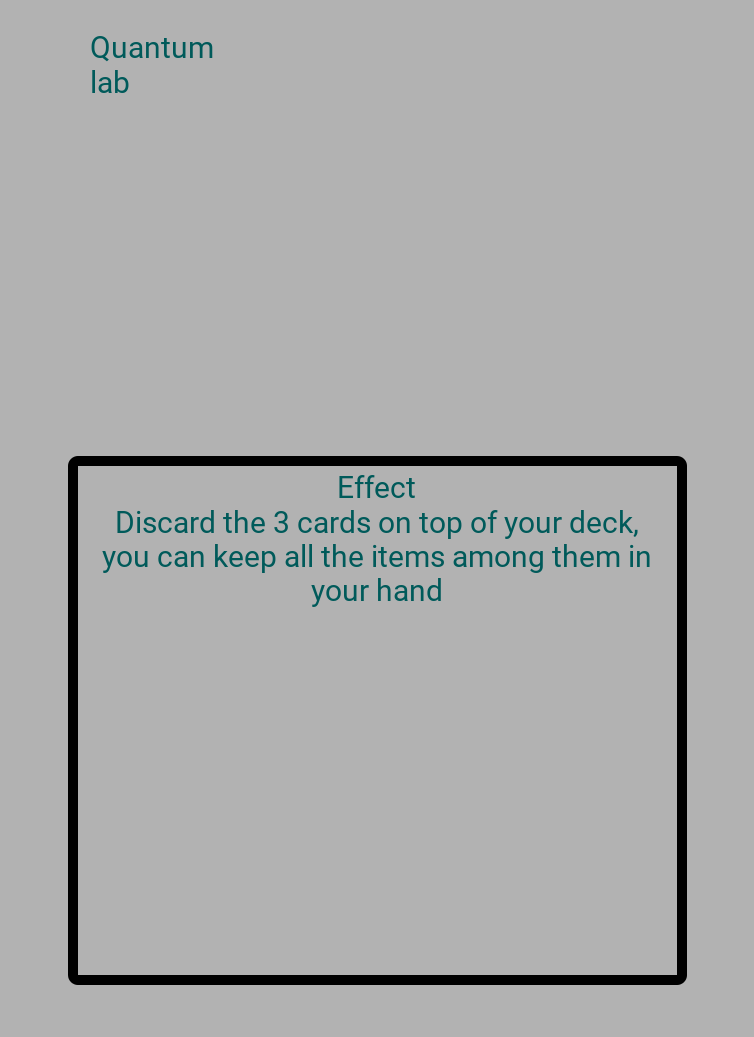 Quantum
lab
Effect
Discard the 3 cards on top of your deck,
you can keep all the items among them in
your hand